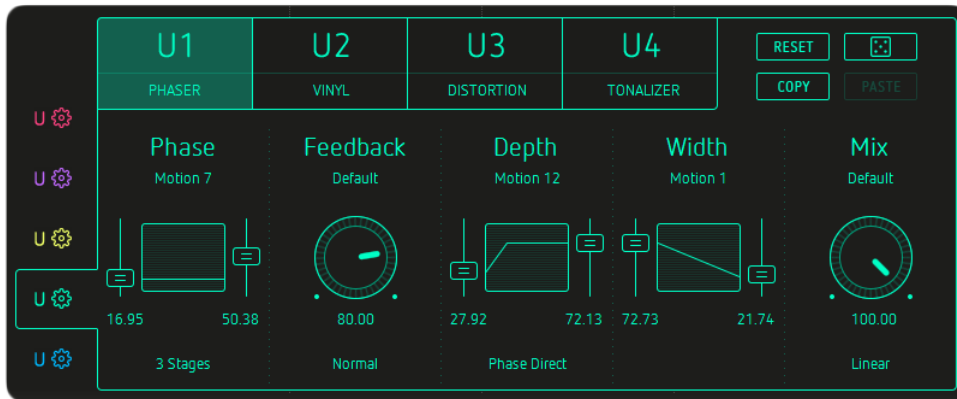 U1 U2 U3 U4
RESET
PHASER VINYL DISTORTION TONALIZER
COPY PASTE
U
U
U
U
U
Phase Feedback Depth Width Mix
Motion 7 Default Motion 12 Motion 1 Default
16.95 50.38 80.00 27.92 72.13 72.73 21.74 100.00
3 Stages Normal Phase Direct Linear